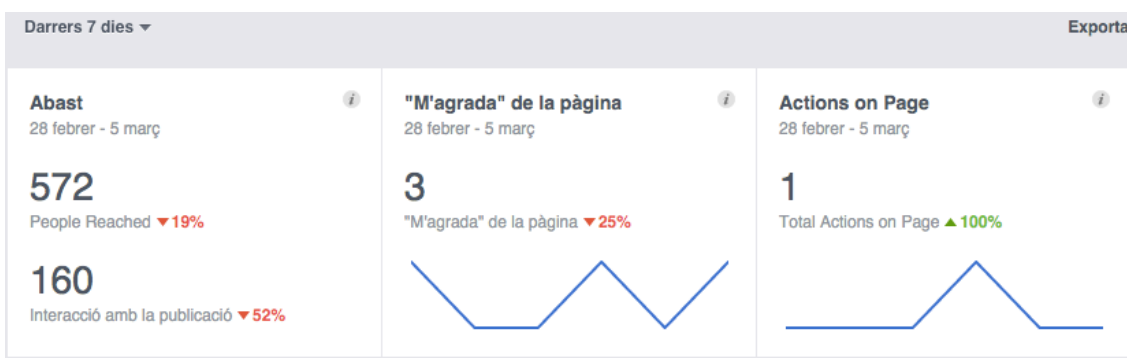 Darrers 7 dies
Exporta
Abast
28 febrer - 5 març
572
People Reached 19%
160
Interacció amb la publicació 52%
"M'agrada" de la pàgina
28 febrer - 5 març
3
"M'agrada" de la pàgina 25%
Actions on Page
28 febrer - 5 març
1
Total Actions on Page 100%